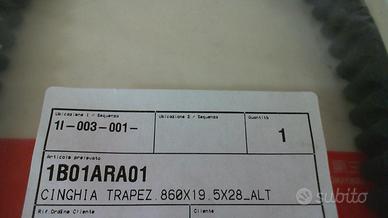 Ubicazione 1 / Sequenza
Ubicazione 2 / Sequenza
Quantità
1I-003-001-
1
Articolo prelevato
1B01ARA01
CINGHIA TRAPEZ.860X19.5X28_ALT
Rif.Ordine Cliente
Cliente
subito